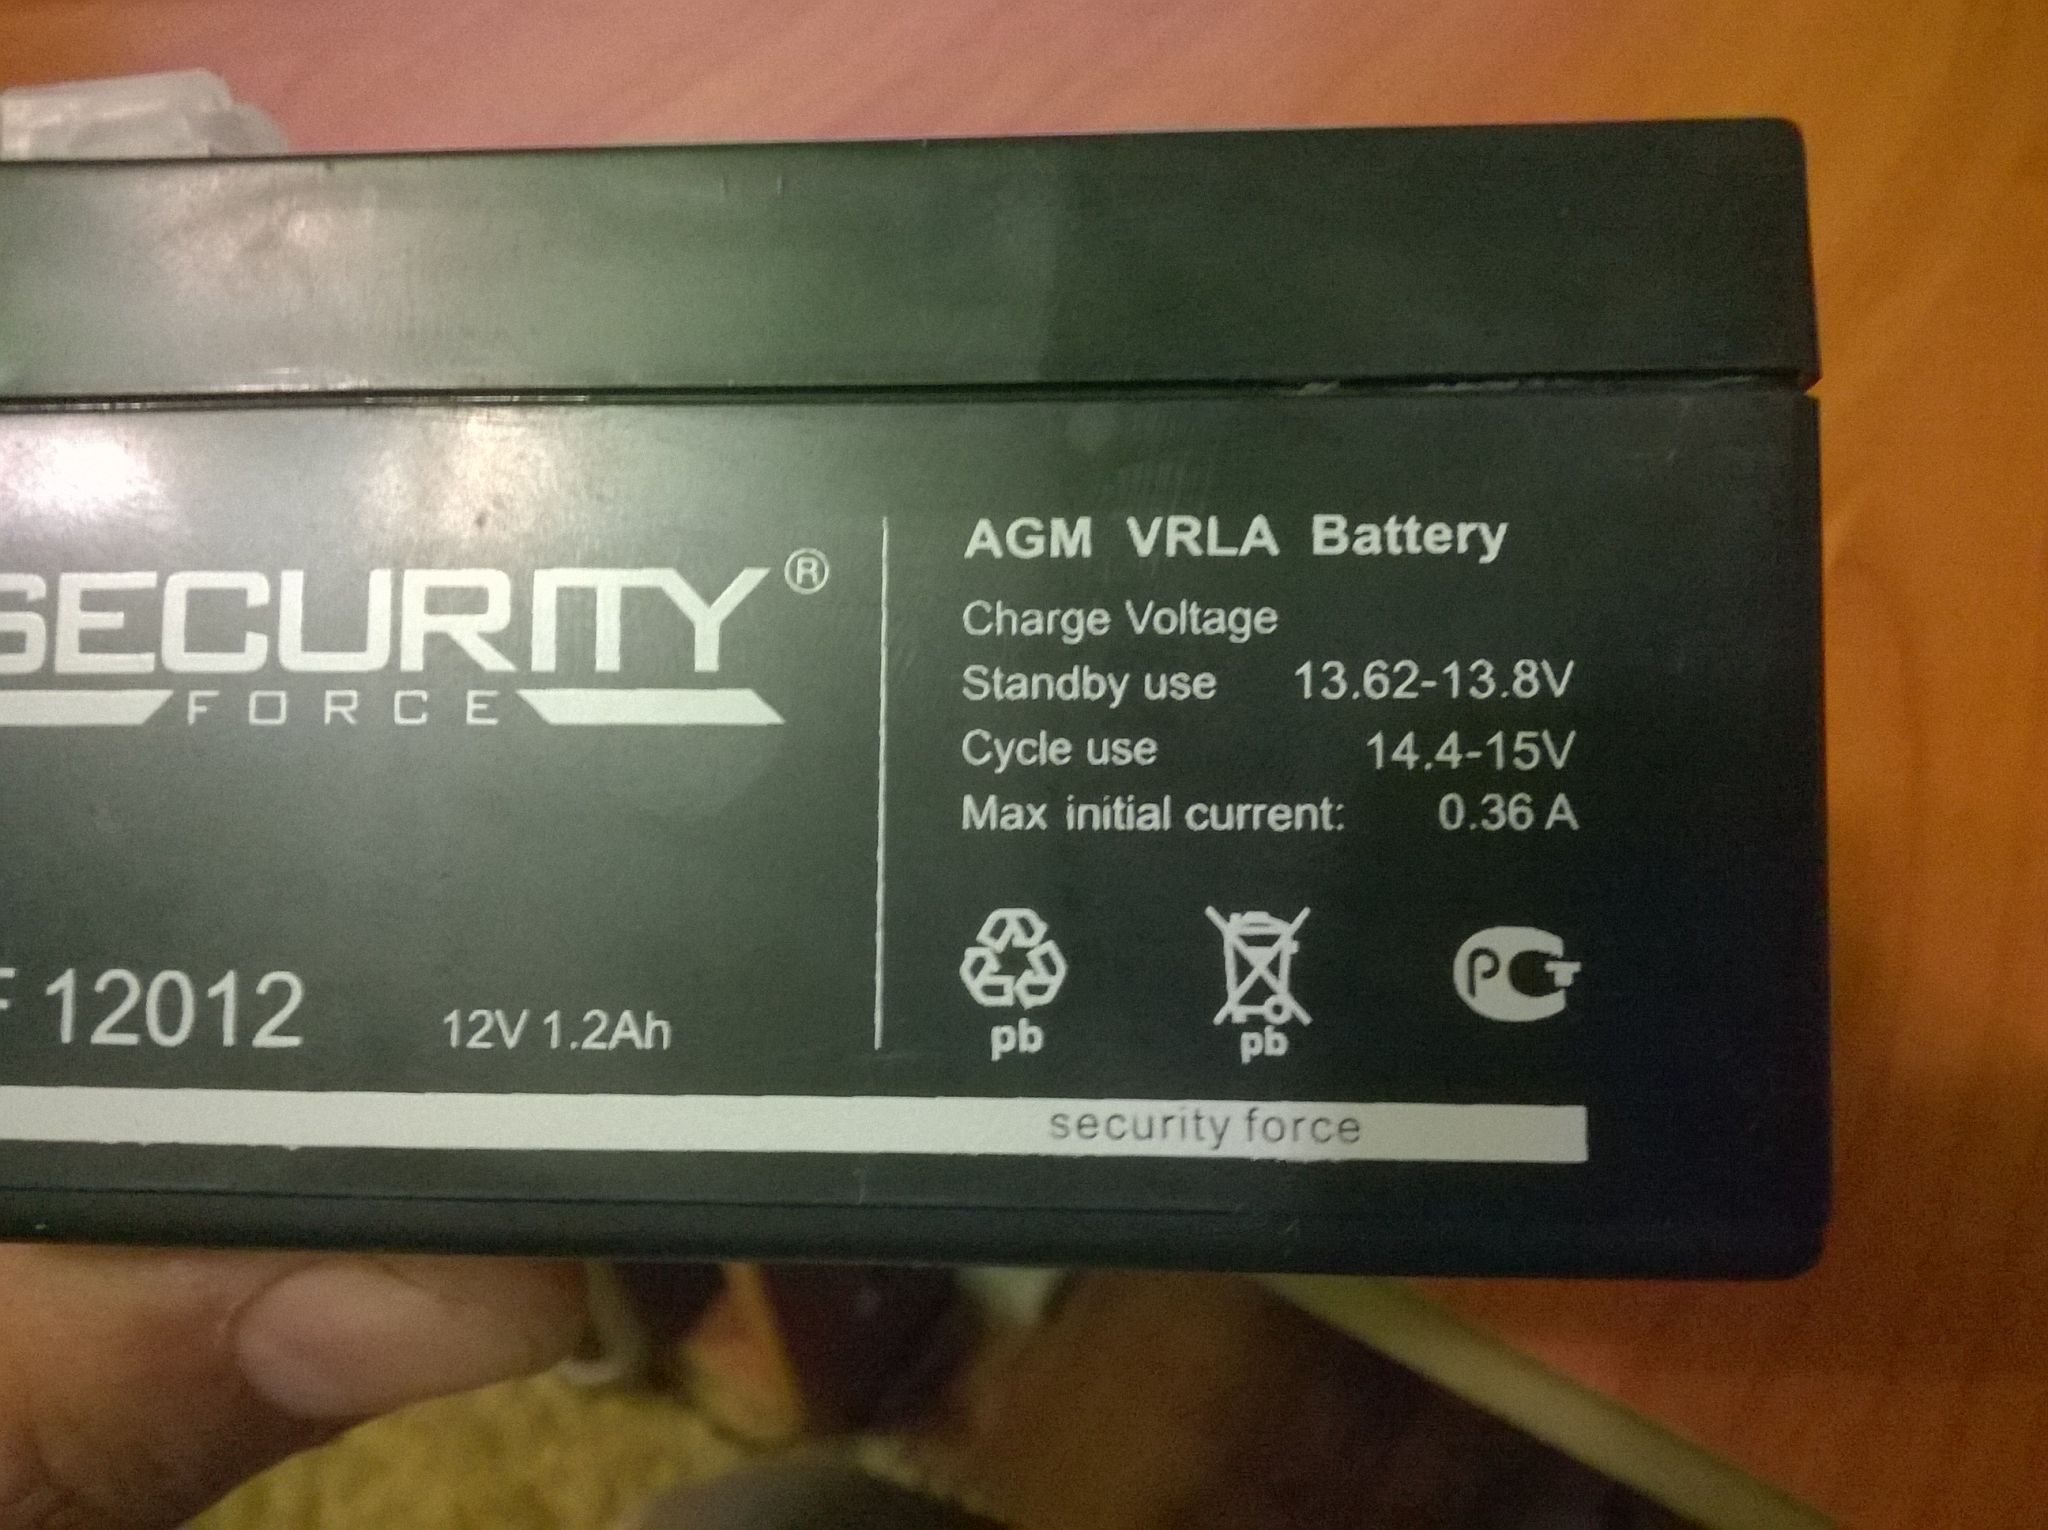 SECURITY ®
FORCE
F 12012
12V 1.2Ah
AGM VRLA Battery
Charge Voltage
Standby use 13.62-13.8V
Cycle use 14.4-15V
Max initial current: 0.36 A
pb
pb
РСТ
security force